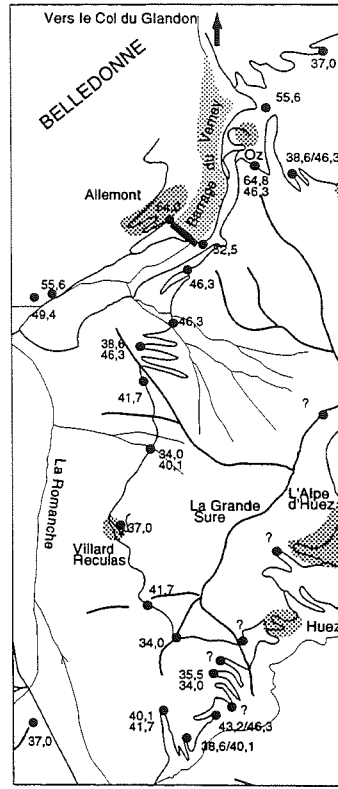 Vers le Col du Glandon
37,0
BELLEDONNE
55,6
Barrage du Verney
Oz
38,6/46,3
64,8
46,3
Allemont
64,0
52,5
46,3
55,6
49,4
46,3
38,6
46,3
41,7
?
34,0
40,1
La Romanche
La Grande
Sure
L'Alpe
d'Huez
37,0
Villard
Reculas
?
41,7
34,0
?
Huez
?
35,5
34,0
?
40,1
41,7
43,2/46,3
38,6/40,1
37,0